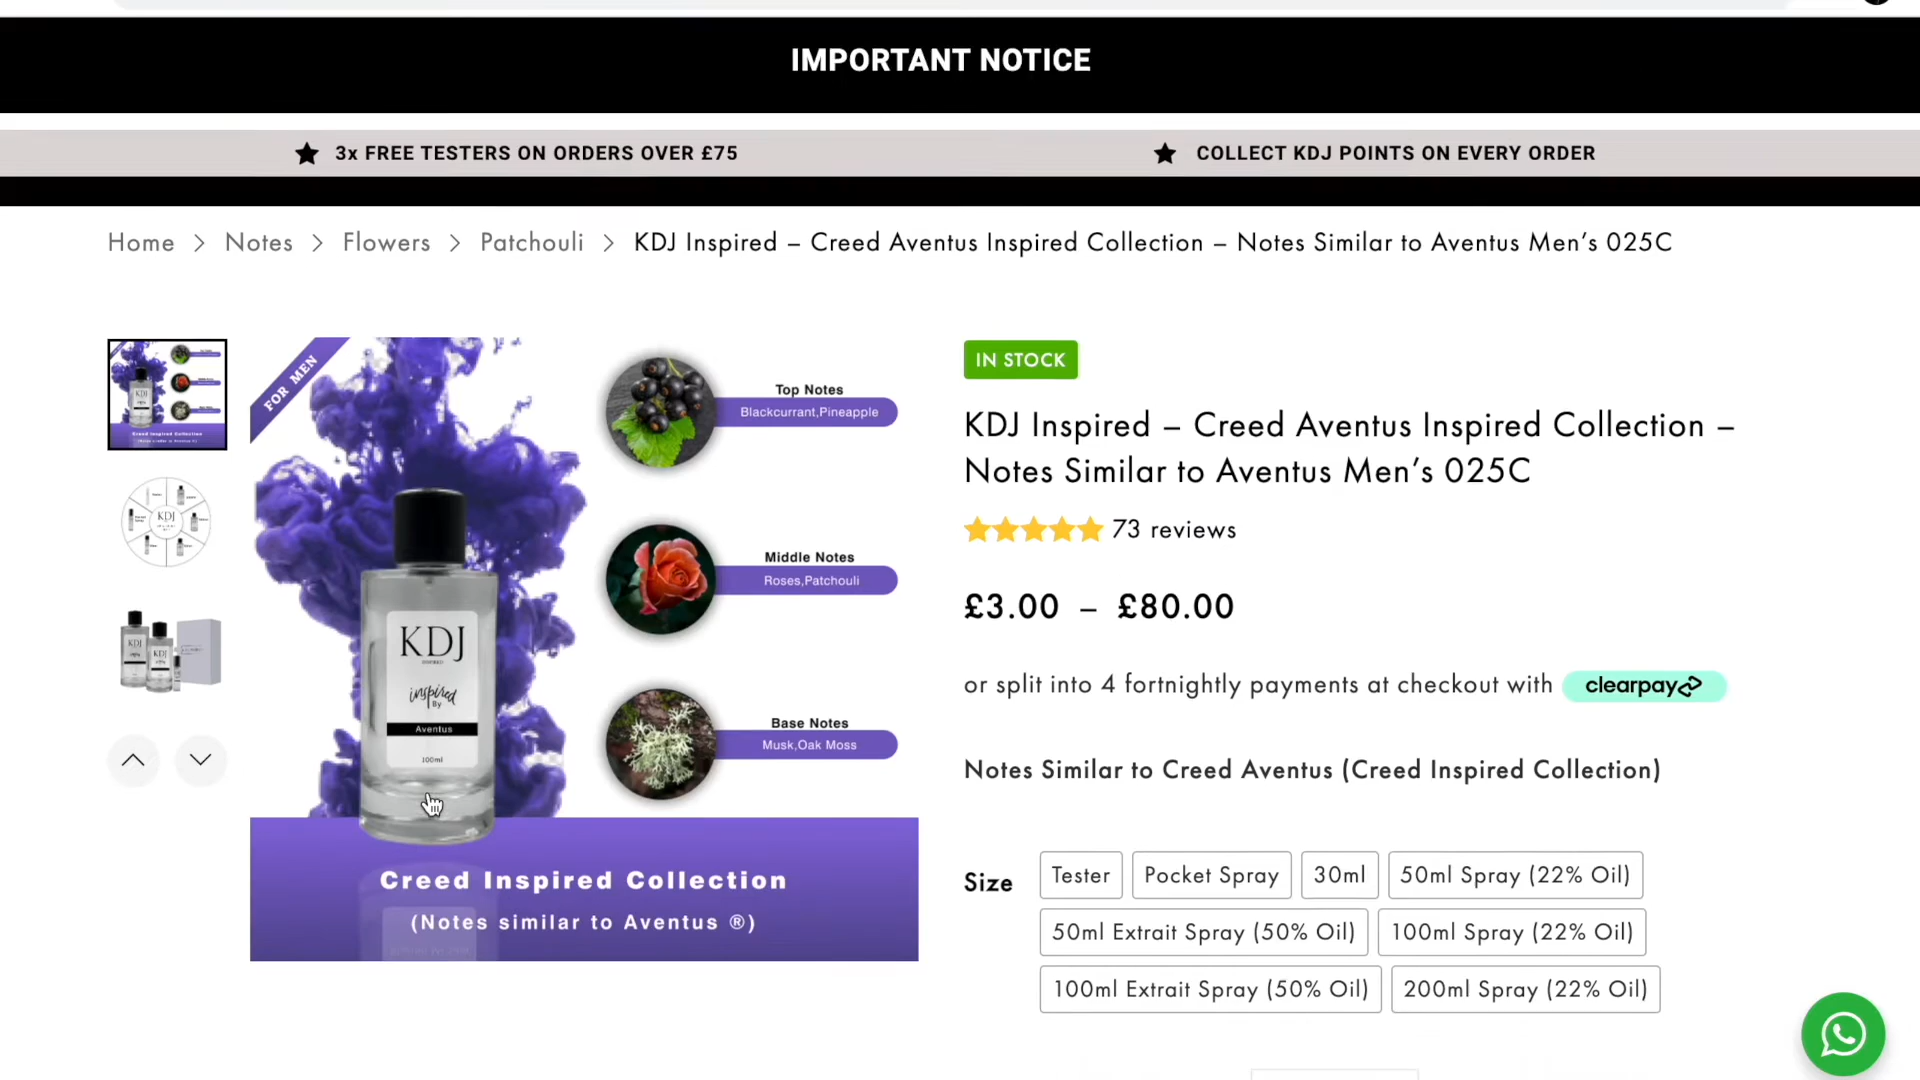 IMPORTANT NOTICE
★ 3x FREE TESTERS ON ORDERS OVER £75
★ COLLECT KDJ POINTS ON EVERY ORDER
Home > Notes > Flowers > Patchouli > KDJ Inspired – Creed Aventus Inspired Collection – Notes Similar to Aventus Men’s 025C
FOR MEN
Top Notes
Blackcurrant,Pineapple
Middle Notes
Roses,Patchouli
Base Notes
Musk,Oak Moss
KDJ
INSPIRED
inspired
By
Aventus
100ml
Creed Inspired Collection
(Notes similar to Aventus ®)
IN STOCK
KDJ Inspired – Creed Aventus Inspired Collection –
Notes Similar to Aventus Men’s 025C
73 reviews
£3.00 – £80.00
or split into 4 fortnightly payments at checkout with clearpay
Notes Similar to Creed Aventus (Creed Inspired Collection)
Size
Tester
Pocket Spray
30ml
50ml Spray (22% Oil)
50ml Extrait Spray (50% Oil)
100ml Spray (22% Oil)
100ml Extrait Spray (50% Oil)
200ml Spray (22% Oil)